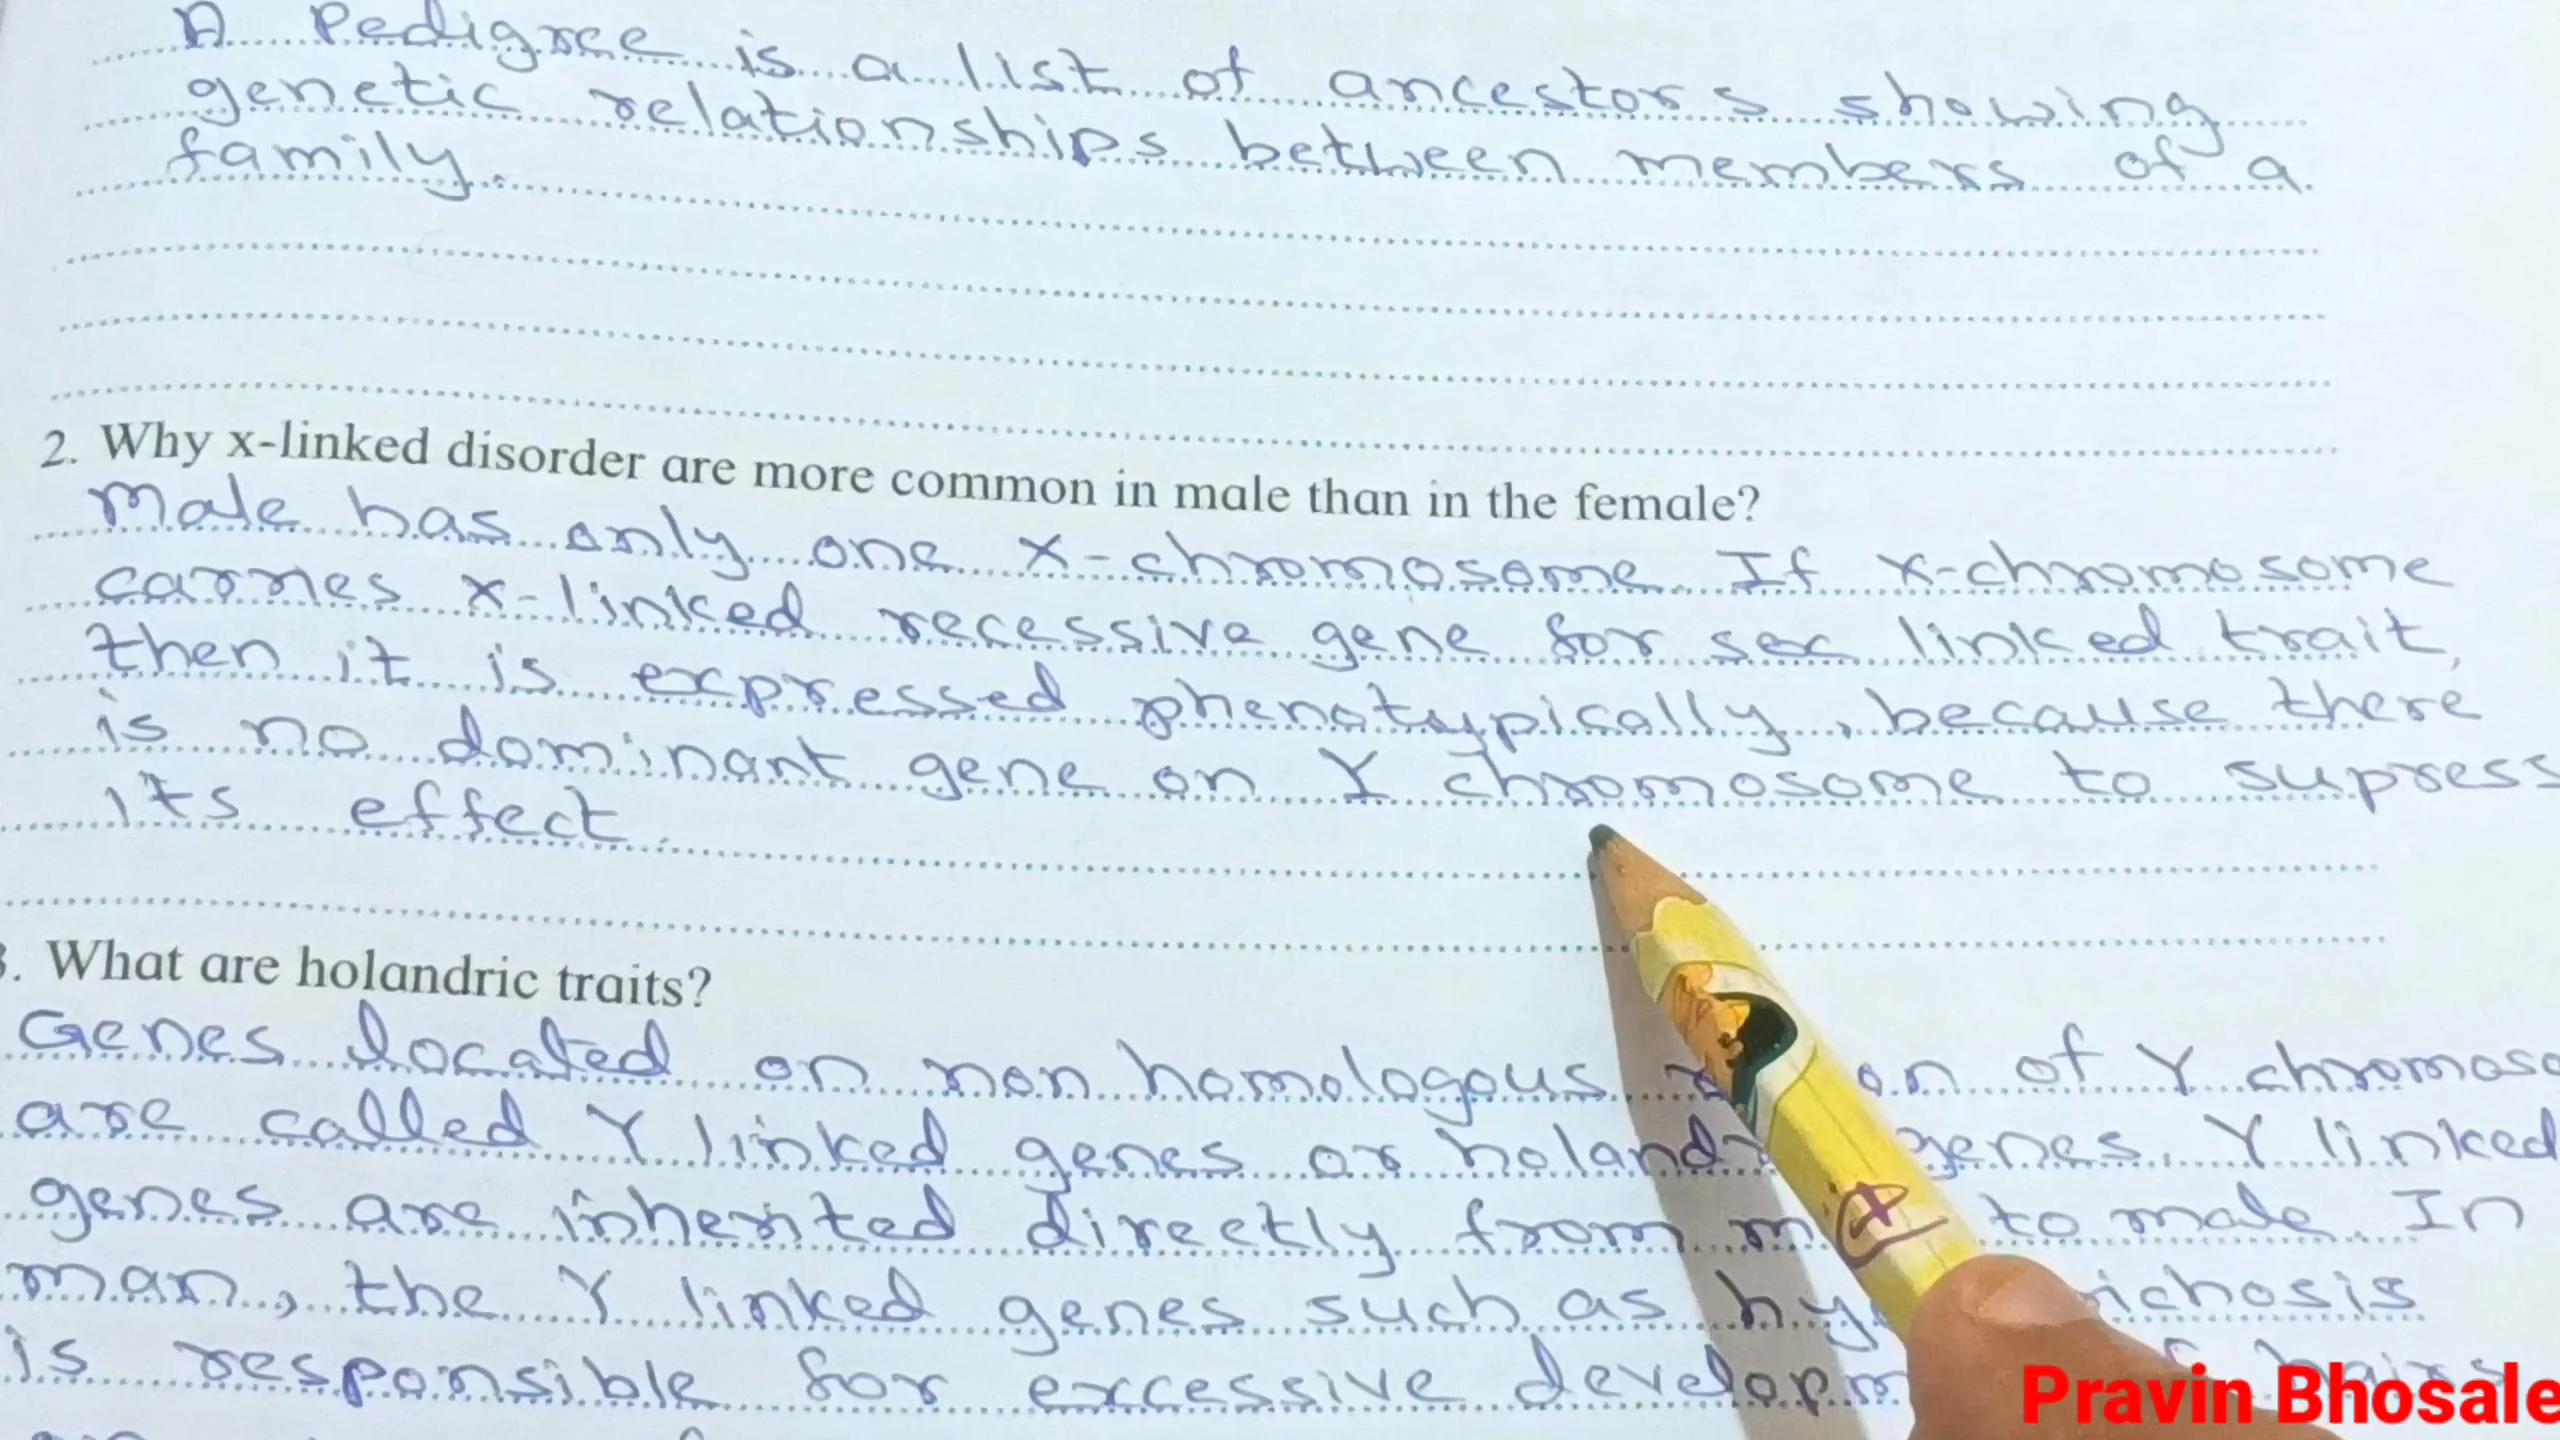 A Pedigree is a list of ancestors showing
genetic relationships between members of a
family.
2. Why x-linked disorder are more common in male than in the female?
Male has only one X-chromosome. If X-chromosome
carries X-linked recessive gene for sex linked trait,
then it is expressed phenotypically, because there
is no dominant gene on Y chromosome to supress
its effect.
3. What are holandric traits?
Genes located on non homologous of Y chromoso
are called Y linked genes or genes. Y linked
genes are inherited directly from to male. In
man, the Y linked genes such as
is responsible for excessive hairs
Pravin Bhosale